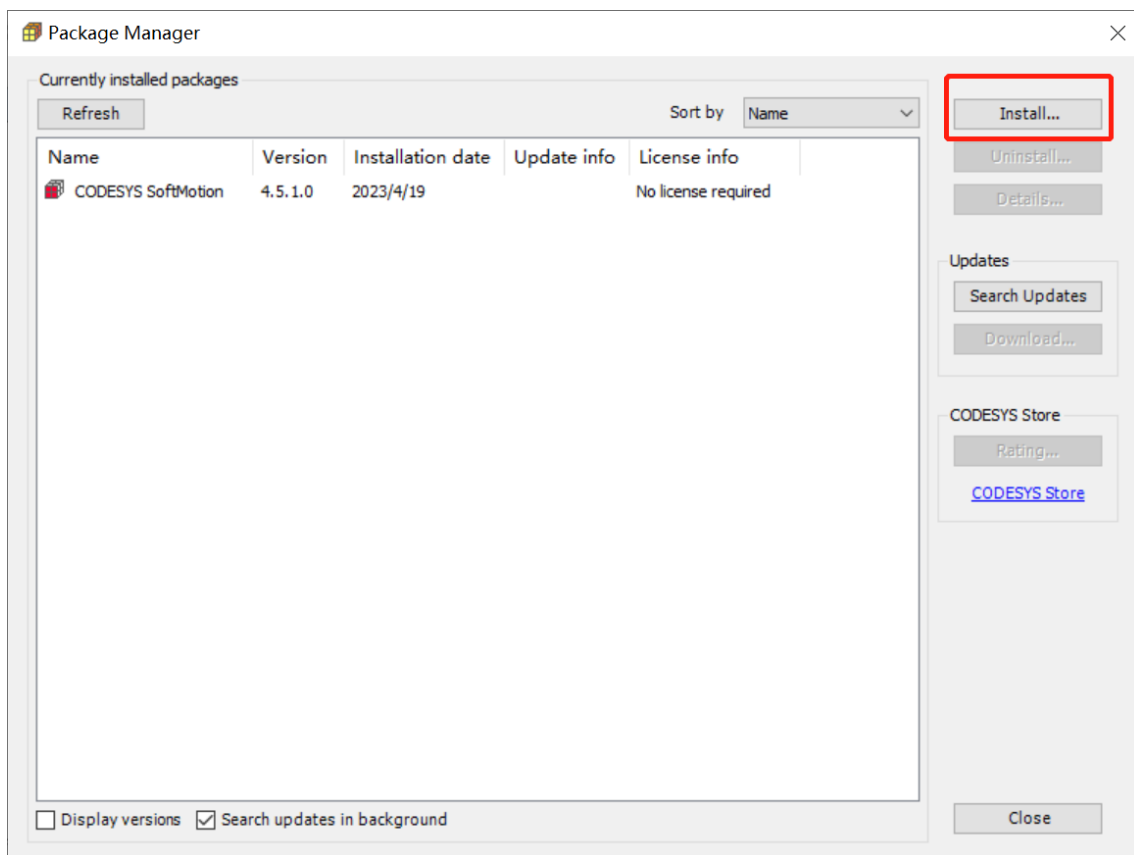 Package Manager
Currently installed packages
Refresh
Sort by Name
Install...
Name Version Installation date Update info License info
Uninstall...
CODESYS SoftMotion 4.5.1.0 2023/4/19 No license required
Details...
Updates
Search Updates
Download...
CODESYS Store
Rating...
CODESYS Store
Display versions Search updates in background
Close